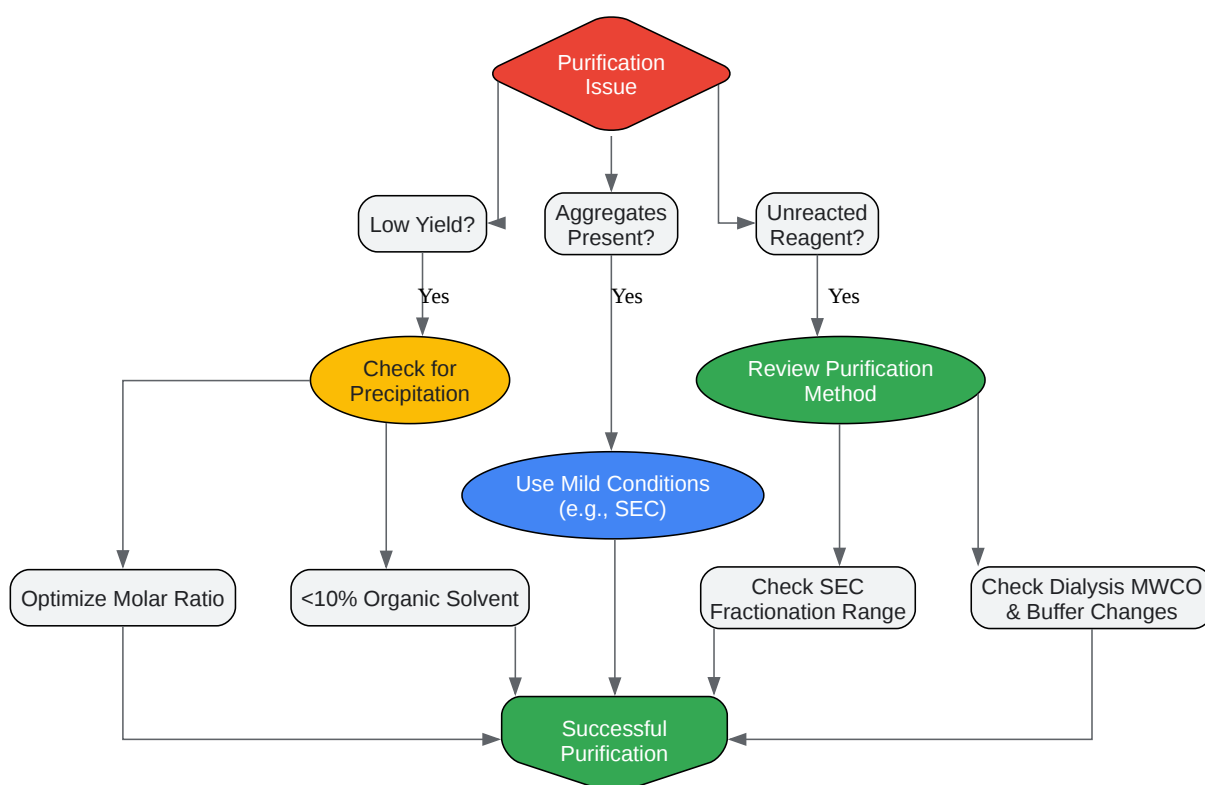 Purification
Issue
Low Yield?
Aggregates
Present?
Unreacted
Reagent?
Yes
Yes
Yes
Check for
Precipitation
Review Purification
Method
Use Mild Conditions
(e.g., SEC)
Optimize Molar Ratio
<10% Organic Solvent
Check SEC
Fractionation Range
Check Dialysis MWCO
& Buffer Changes
Successful
Purification